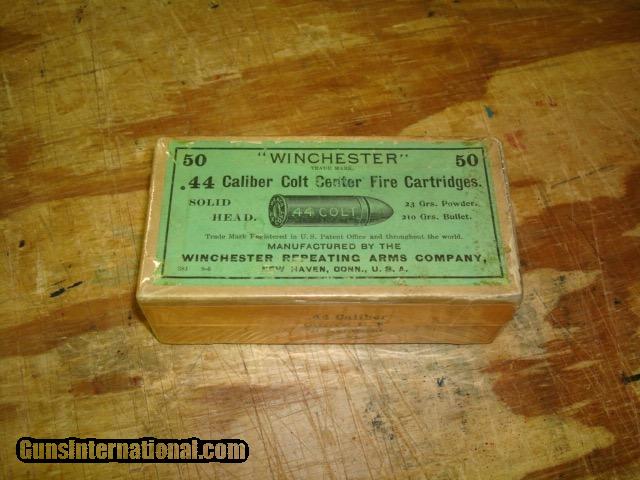 50 "WINCHESTER" 50
TRADE MARK.
.44 Caliber Colt Center Fire Cartridges.
SOLID HEAD.
.44 COLT
23 Grs. Powder.
210 Grs. Bullet.
Trade Mark Registered in U.S. Patent Office and throughout the world.
MANUFACTURED BY THE
WINCHESTER REPEATING ARMS COMPANY,
NEW HAVEN, CONN., U.S.A.
.44 Caliber
GunsInternational.com